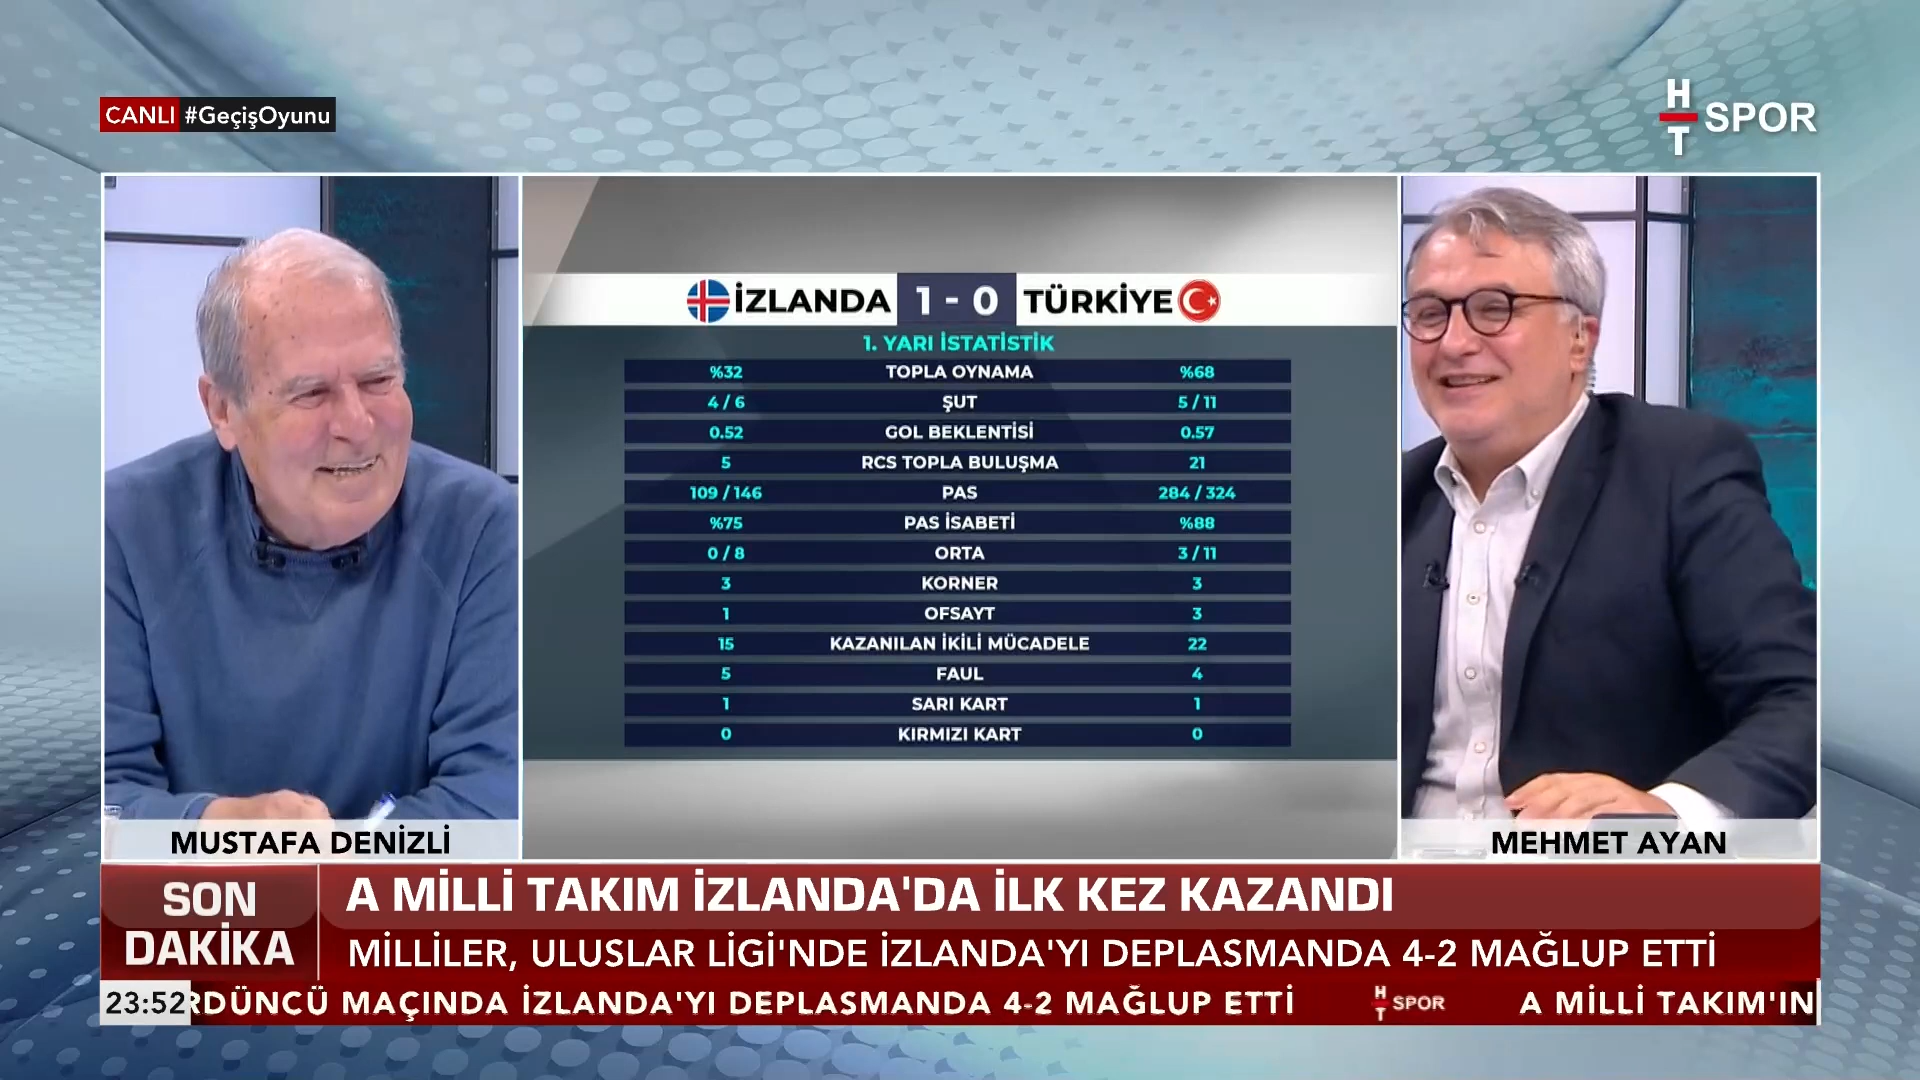 CANLI #GeçişOyunu
HT SPOR
İZLANDA 1 - 0 TÜRKİYE
1. YARI İSTATİSTİK
%32 TOPLA OYNAMA %68
4 / 6 ŞUT 5 / 11
0.52 GOL BEKLENTİSİ 0.57
5 RCS TOPLA BULUŞMA 21
109 / 146 PAS 284 / 324
%75 PAS İSABETİ %88
0 / 8 ORTA 3 / 11
3 KORNER 3
1 OFSAYT 3
15 KAZANILAN İKİLİ MÜCADELE 22
5 FAUL 4
1 SARI KART 1
0 KIRMIZI KART 0
MUSTAFA DENİZLİ
MEHMET AYAN
SON DAKİKA
A MİLLİ TAKIM İZLANDA'DA İLK KEZ KAZANDI
MİLLİLER, ULUSLAR LİGİ'NDE İZLANDA'YI DEPLASMANDA 4-2 MAĞLUP ETTİ
23:52 RDÜNCÜ MAÇINDA İZLANDA'YI DEPLASMANDA 4-2 MAĞLUP ETTİ HT SPOR A MİLLİ TAKIM'IN